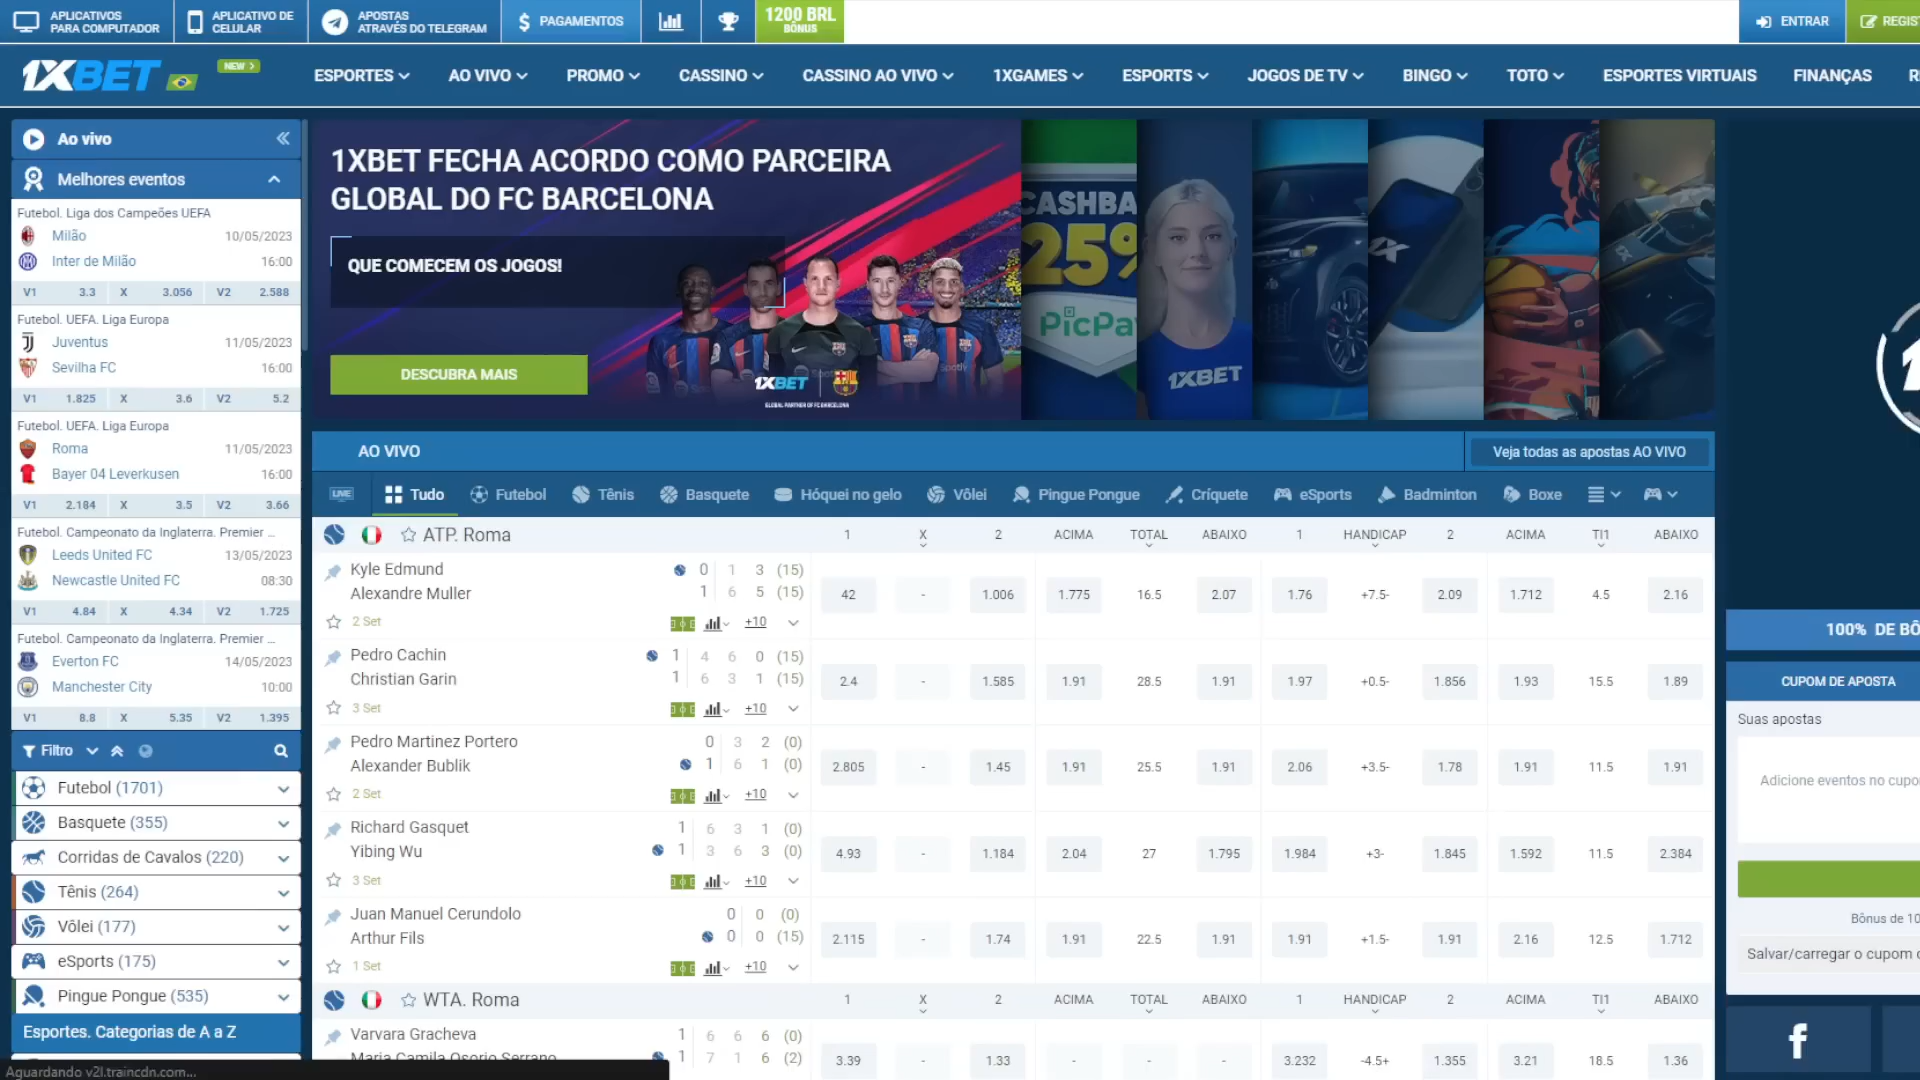 APLICATIVOS
PARA COMPUTADOR
APLICATIVO DE
CELULAR
APOSTAS
ATRAVÉS DO TELEGRAM
$ PAGAMENTOS
1200 BRL
BÔNUS
ENTRAR
1XBET
NEW >
ESPORTES AO VIVO PROMO CASSINO CASSINO AO VIVO 1XGAMES ESPORTS JOGOS DE TV BINGO TOTO ESPORTES VIRTUAIS FINANÇAS
Ao vivo
Melhores eventos
Futebol. Liga dos Campeões UEFA
Milão 10/05/2023
Inter de Milão 16:00
V1 3.3 X 3.056 V2 2.588
Futebol. UEFA. Liga Europa
Juventus 11/05/2023
Sevilha FC 16:00
V1 1.825 X 3.6 V2 5.2
Futebol. UEFA. Liga Europa
Roma 11/05/2023
Bayer 04 Leverkusen 16:00
V1 2.184 X 3.5 V2 3.66
Futebol. Campeonato da Inglaterra. Premier ...
Leeds United FC 13/05/2023
Newcastle United FC 08:30
V1 4.84 X 4.34 V2 1.725
Futebol. Campeonato da Inglaterra. Premier ...
Everton FC 14/05/2023
Manchester City 10:00
V1 8.8 X 5.35 V2 1.395
Filtro
Futebol (1701)
Basquete (355)
Corridas de Cavalos (220)
Tênis (264)
Vôlei (177)
eSports (175)
Pingue Pongue (535)
Esportes. Categorias de A a Z
Aguardando v2l.traincdn.com...
1XBET FECHA ACORDO COMO PARCEIRA
GLOBAL DO FC BARCELONA
QUE COMECEM OS JOGOS!
DESCUBRA MAIS
1XBET
GLOBAL PARTNER OF FC BARCELONA
Spotify
25%
PicPa
1XBET
AO VIVO
Veja todas as apostas AO VIVO
LIVE Tudo Futebol Tênis Basquete Hóquei no gelo Vôlei Pingue Pongue Críquete eSports Badminton Boxe
ATP. Roma 1 X 2 ACIMA TOTAL ABAIXO 1 HANDICAP 2 ACIMA TI1 ABAIXO
Kyle Edmund 0 1 3 (15)
Alexandre Muller 1 6 5 (15)
42 - 1.006 1.775 16.5 2.07 1.76 +7.5- 2.09 1.712 4.5 2.16
2 Set +10
Pedro Cachin 1 4 6 0 (15)
Christian Garin 1 6 3 1 (15)
2.4 - 1.585 1.91 28.5 1.91 1.97 +0.5- 1.856 1.93 15.5 1.89
3 Set +10
Pedro Martinez Portero 0 3 2 (0)
Alexander Bublik 1 6 1 (0)
2.805 - 1.45 1.91 25.5 1.91 2.06 +3.5- 1.78 1.91 11.5 1.91
2 Set +10
Richard Gasquet 1 6 3 1 (0)
Yibing Wu 1 3 6 3 (0)
4.93 - 1.184 2.04 27 1.795 1.984 +3- 1.845 1.592 11.5 2.384
3 Set +10
Juan Manuel Cerundolo 0 0 (0)
Arthur Fils 0 0 (15)
2.115 - 1.74 1.91 22.5 1.91 1.91 +1.5- 1.91 2.16 12.5 1.712
1 Set +10
WTA. Roma 1 X 2 ACIMA TOTAL ABAIXO 1 HANDICAP 2 ACIMA TI1 ABAIXO
Varvara Gracheva 1 6 6 6 (0)
Maria Camila Osorio Serrano 1 7 1 6 (2)
3.39 - 1.33 - - - 3.232 -4.5+ 1.355 3.21 18.5 1.36
100% DE BÔ
CUPOM DE APOSTA
Suas apostas
Adicione eventos no cupo
Bônus de 10
Salvar/carregar o cupom